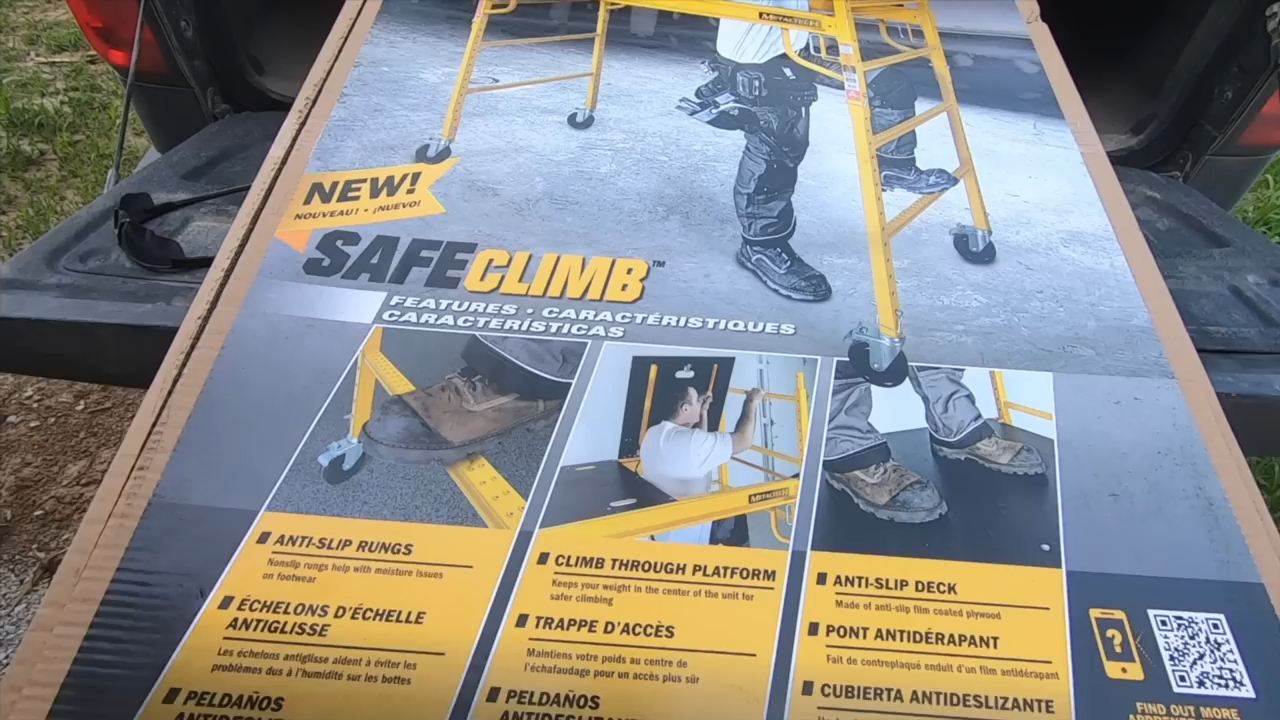 METALTECH
NEW!
NOUVEAU! • ¡NUEVO!
SAFECLIMB™
FEATURES • CARACTÉRISTIQUES
CARACTERÍSTICAS
METALTECH
ANTI-SLIP RUNGS
Nonslip rungs help with moisture issues
on footwear
ÉCHELONS D'ÉCHELLE
ANTIGLISSE
Les échelons antiglisse aident à éviter les
problèmes dus à l'humidité sur les bottes
PELDAÑOS
CLIMB THROUGH PLATFORM
Keeps your weight in the center of the unit for
safer climbing
TRAPPE D'ACCÈS
Maintiens votre poids au centre de
l'échafaudage pour un accès plus sûr
PELDAÑOS
ANTI-SLIP DECK
Made of anti-slip film coated plywood
PONT ANTIDÉRAPANT
Fait de contreplaqué enduit d'un film antidérapant
CUBIERTA ANTIDESLIZANTE
?
FIND OUT MORE